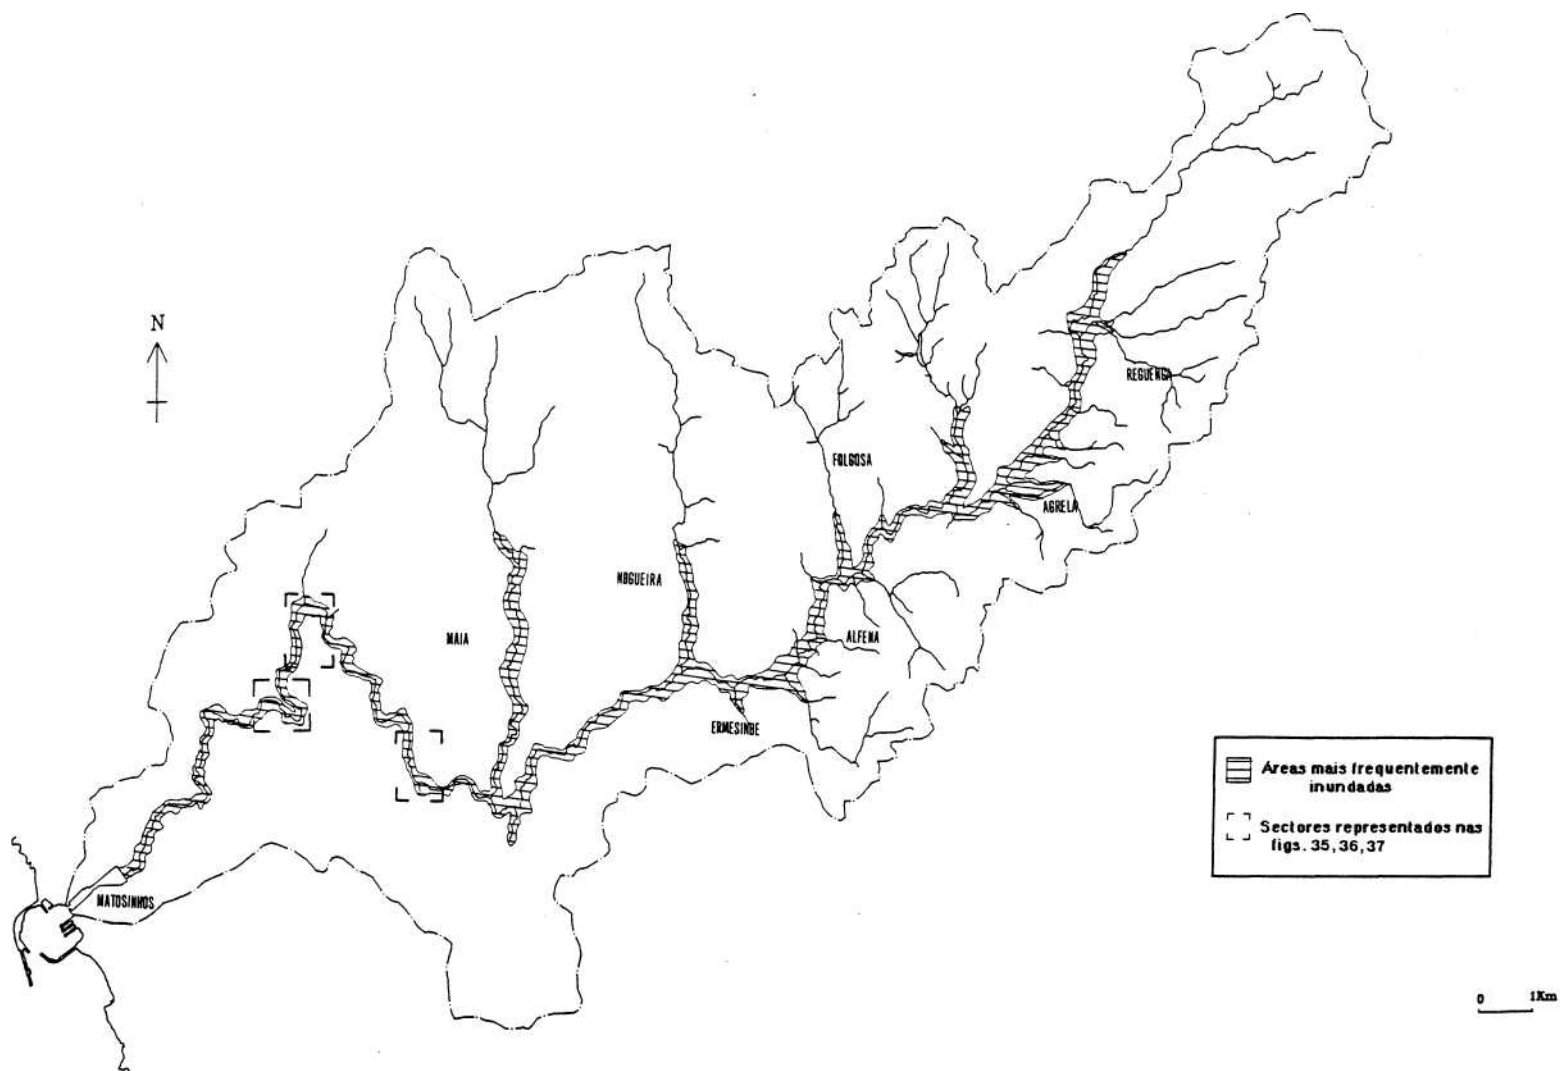 N
REGUENGA
FOLGOSA
AGRELA
NOGUEIRA
MAIA
ALFENA
ERMESINDE
Áreas mais frequentemente
inundadas
Sectores representados nas
figs. 35, 36, 37
MATOSINHOS
0 1Km